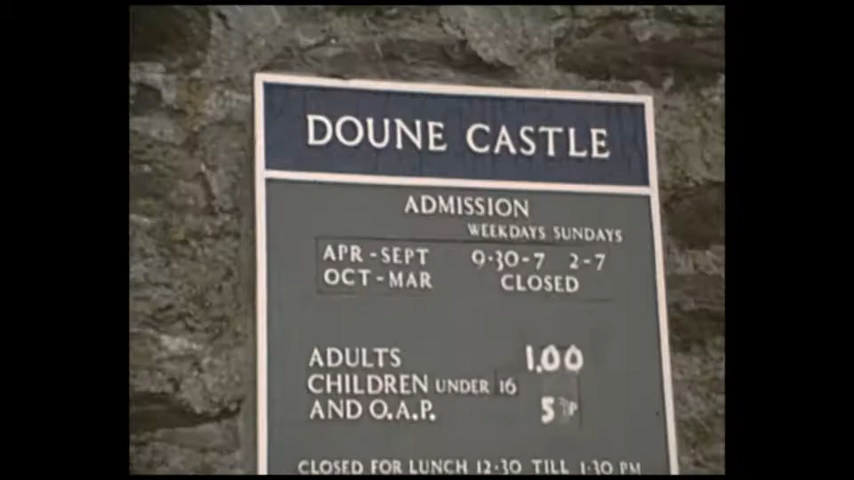 DOUNE CASTLE
ADMISSION
WEEKDAYS SUNDAYS
APR - SEPT 9·30-7 2-7
OCT - MAR CLOSED
ADULTS 1.00
CHILDREN UNDER 16
AND O.A.P.
CLOSED FOR LUNCH 12·30 TILL 1·30 PM